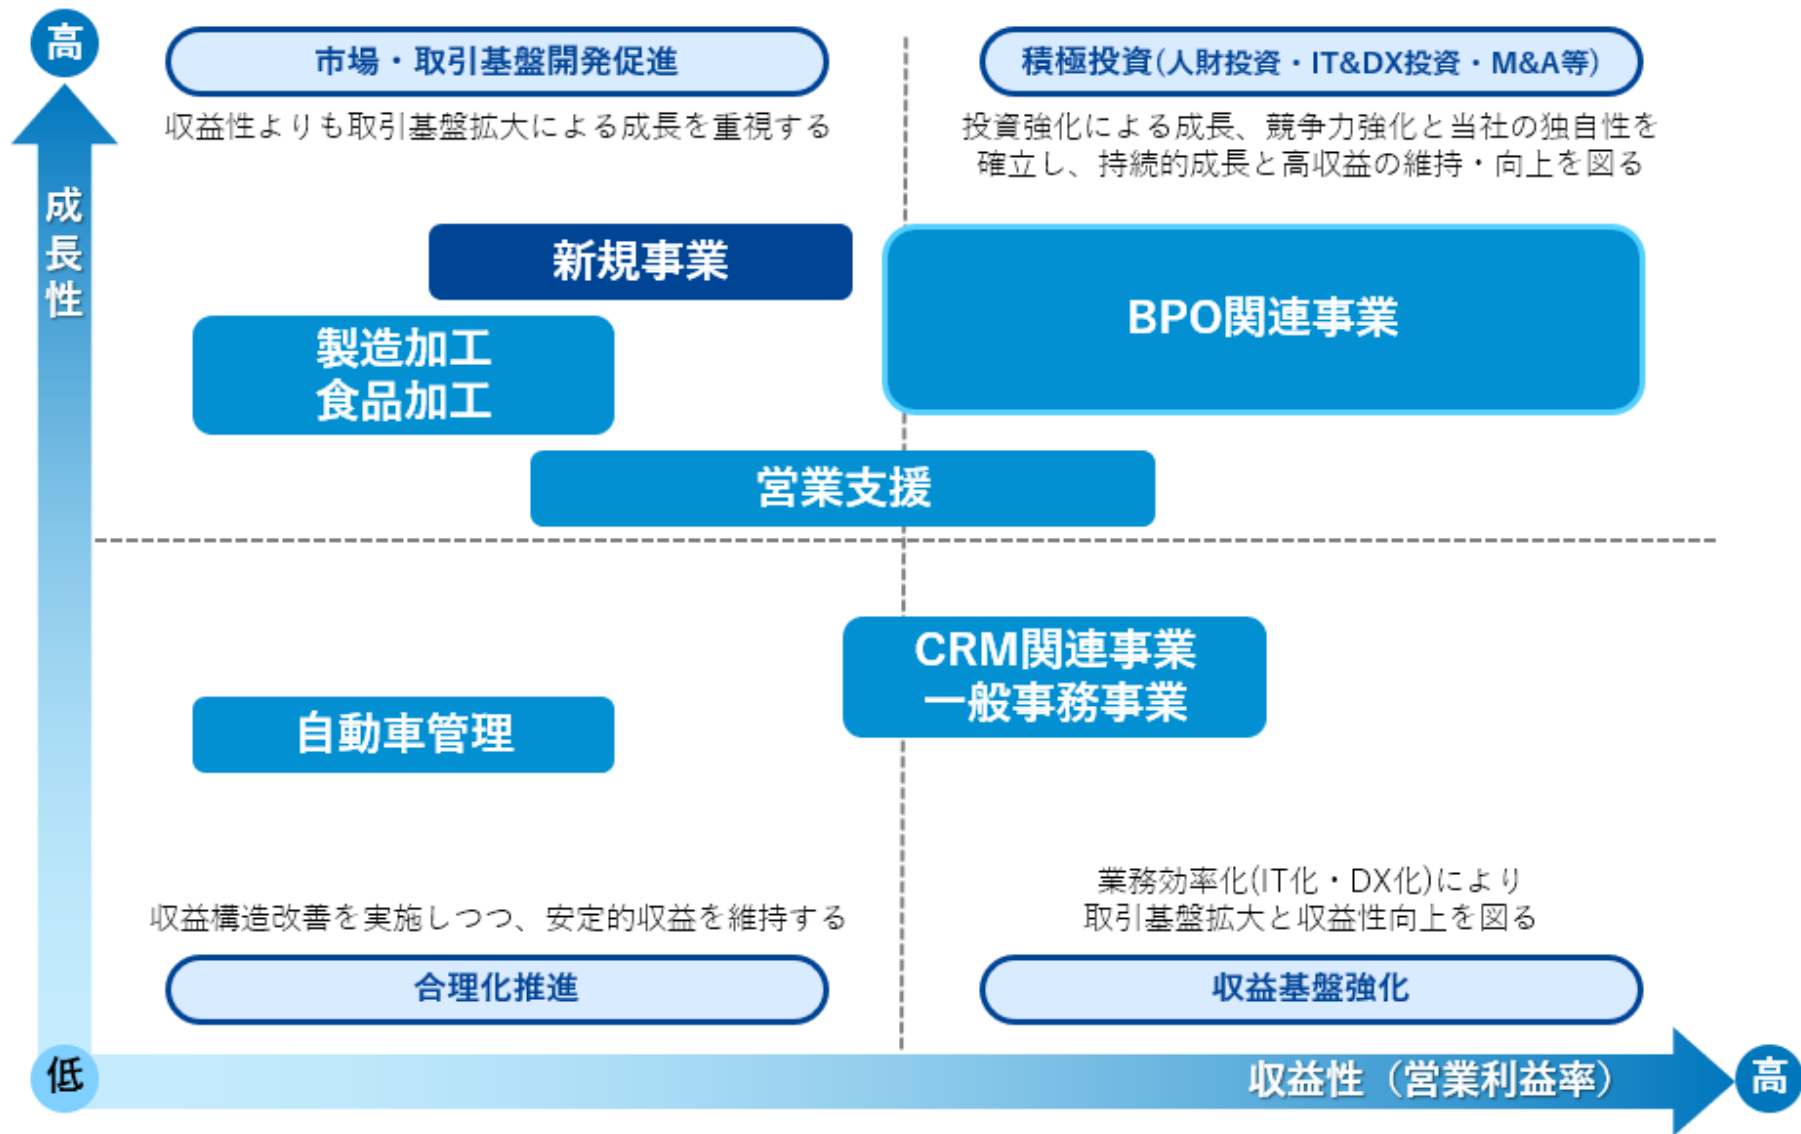 高
市場・取引基盤開発促進
収益性よりも取引基盤拡大による成長を重視する
積極投資(人財投資・IT&DX投資・M&A等)
投資強化による成長、競争力強化と当社の独自性を
確立し、持続的成長と高収益の維持・向上を図る
成長性
新規事業
BPO関連事業
製造加工
食品加工
営業支援
CRM関連事業
一般事務事業
自動車管理
収益構造改善を実施しつつ、安定的収益を維持する
合理化推進
業務効率化(IT化・DX化)により
取引基盤拡大と収益性向上を図る
収益基盤強化
低
収益性（営業利益率）
高